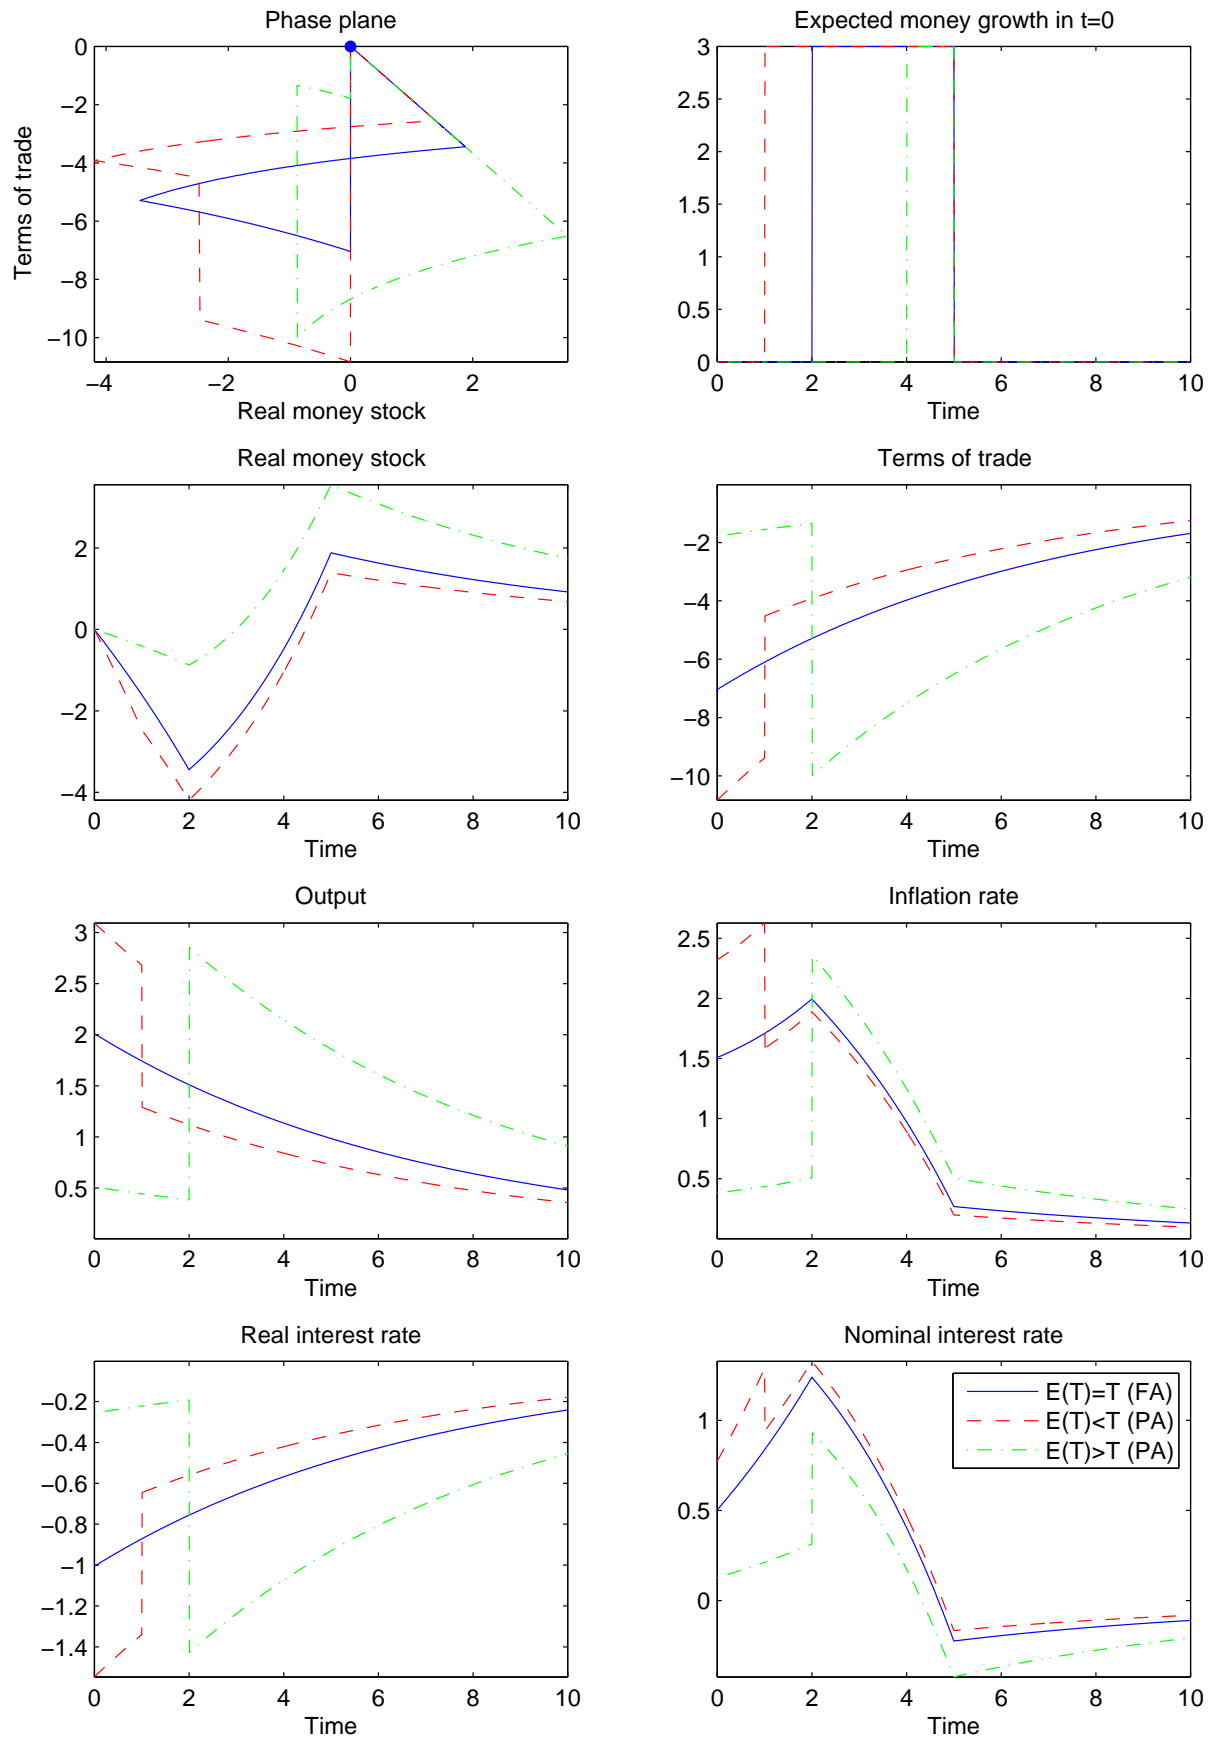 Phase plane
0
−2
−4
−6
−8
−10
Terms of trade
−4 −2 0 2
Real money stock
Expected money growth in t=0
3
2.5
2
1.5
1
0.5
0
0 2 4 6 8 10
Time
Real money stock
2
0
−2
−4
0 2 4 6 8 10
Time
Terms of trade
−2
−4
−6
−8
−10
0 2 4 6 8 10
Time
Output
3
2.5
2
1.5
1
0.5
0 2 4 6 8 10
Time
Inflation rate
2.5
2
1.5
1
0.5
0 2 4 6 8 10
Time
Real interest rate
−0.2
−0.4
−0.6
−0.8
−1
−1.2
−1.4
0 2 4 6 8 10
Time
Nominal interest rate
1
0.5
0
E(T)=T (FA)
E(T)<T (PA)
E(T)>T (PA)
0 2 4 6 8 10
Time